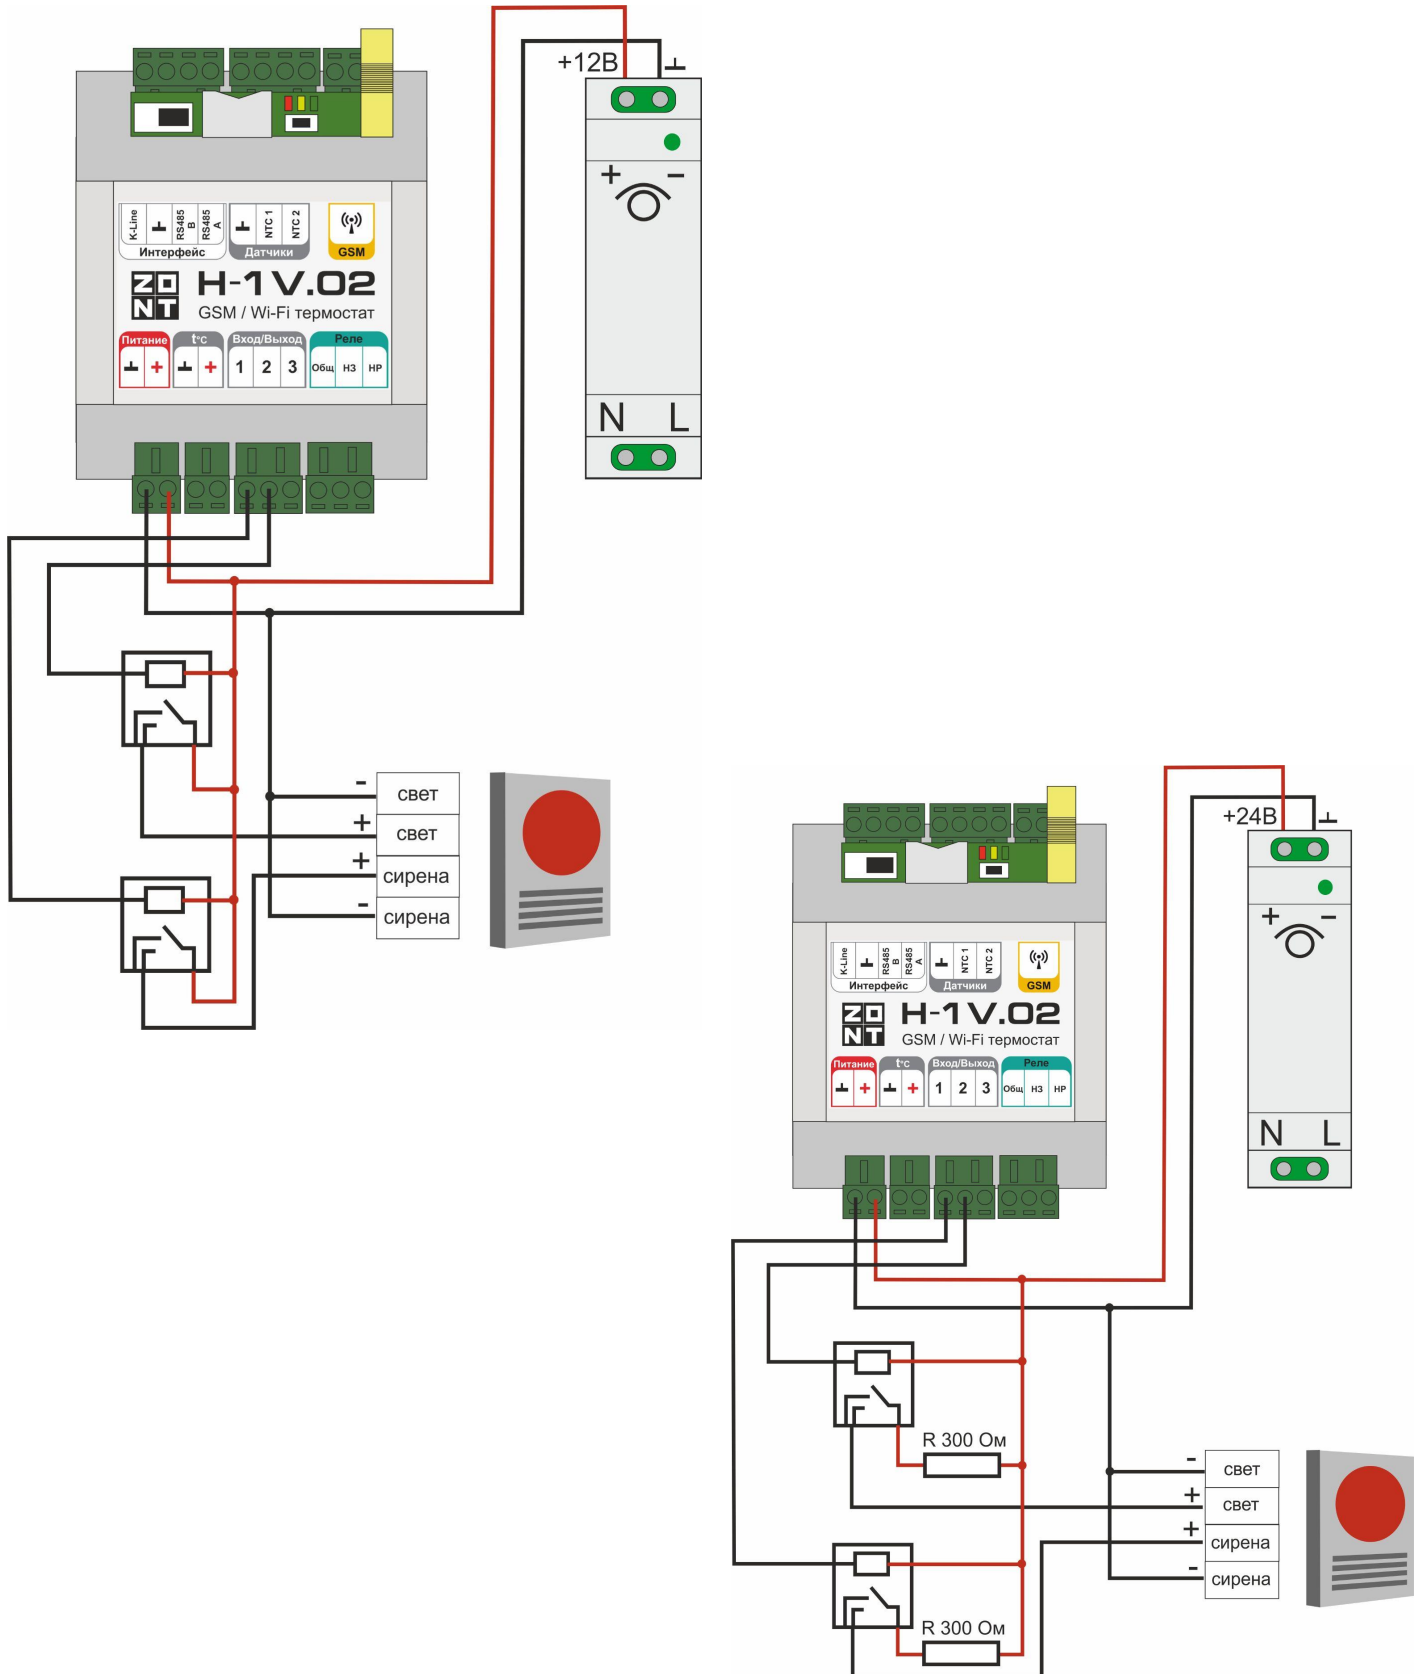 +12В
+ -
N L
K-Line RS485 B RS485 A NTC 1 NTC 2
Интерфейс Датчики GSM
ZONT H-1V.02
GSM / Wi-Fi термостат
Питание t°C Вход/Выход Реле
+ + 1 2 3 Общ НЗ НР
- свет
+ свет
+ сирена
- сирена
+24В
+ -
N L
K-Line RS485 B RS485 A NTC 1 NTC 2
Интерфейс Датчики GSM
ZONT H-1V.02
GSM / Wi-Fi термостат
Питание t°C Вход/Выход Реле
+ + 1 2 3 Общ НЗ НР
R 300 Ом
- свет
+ свет
+ сирена
- сирена
R 300 Ом